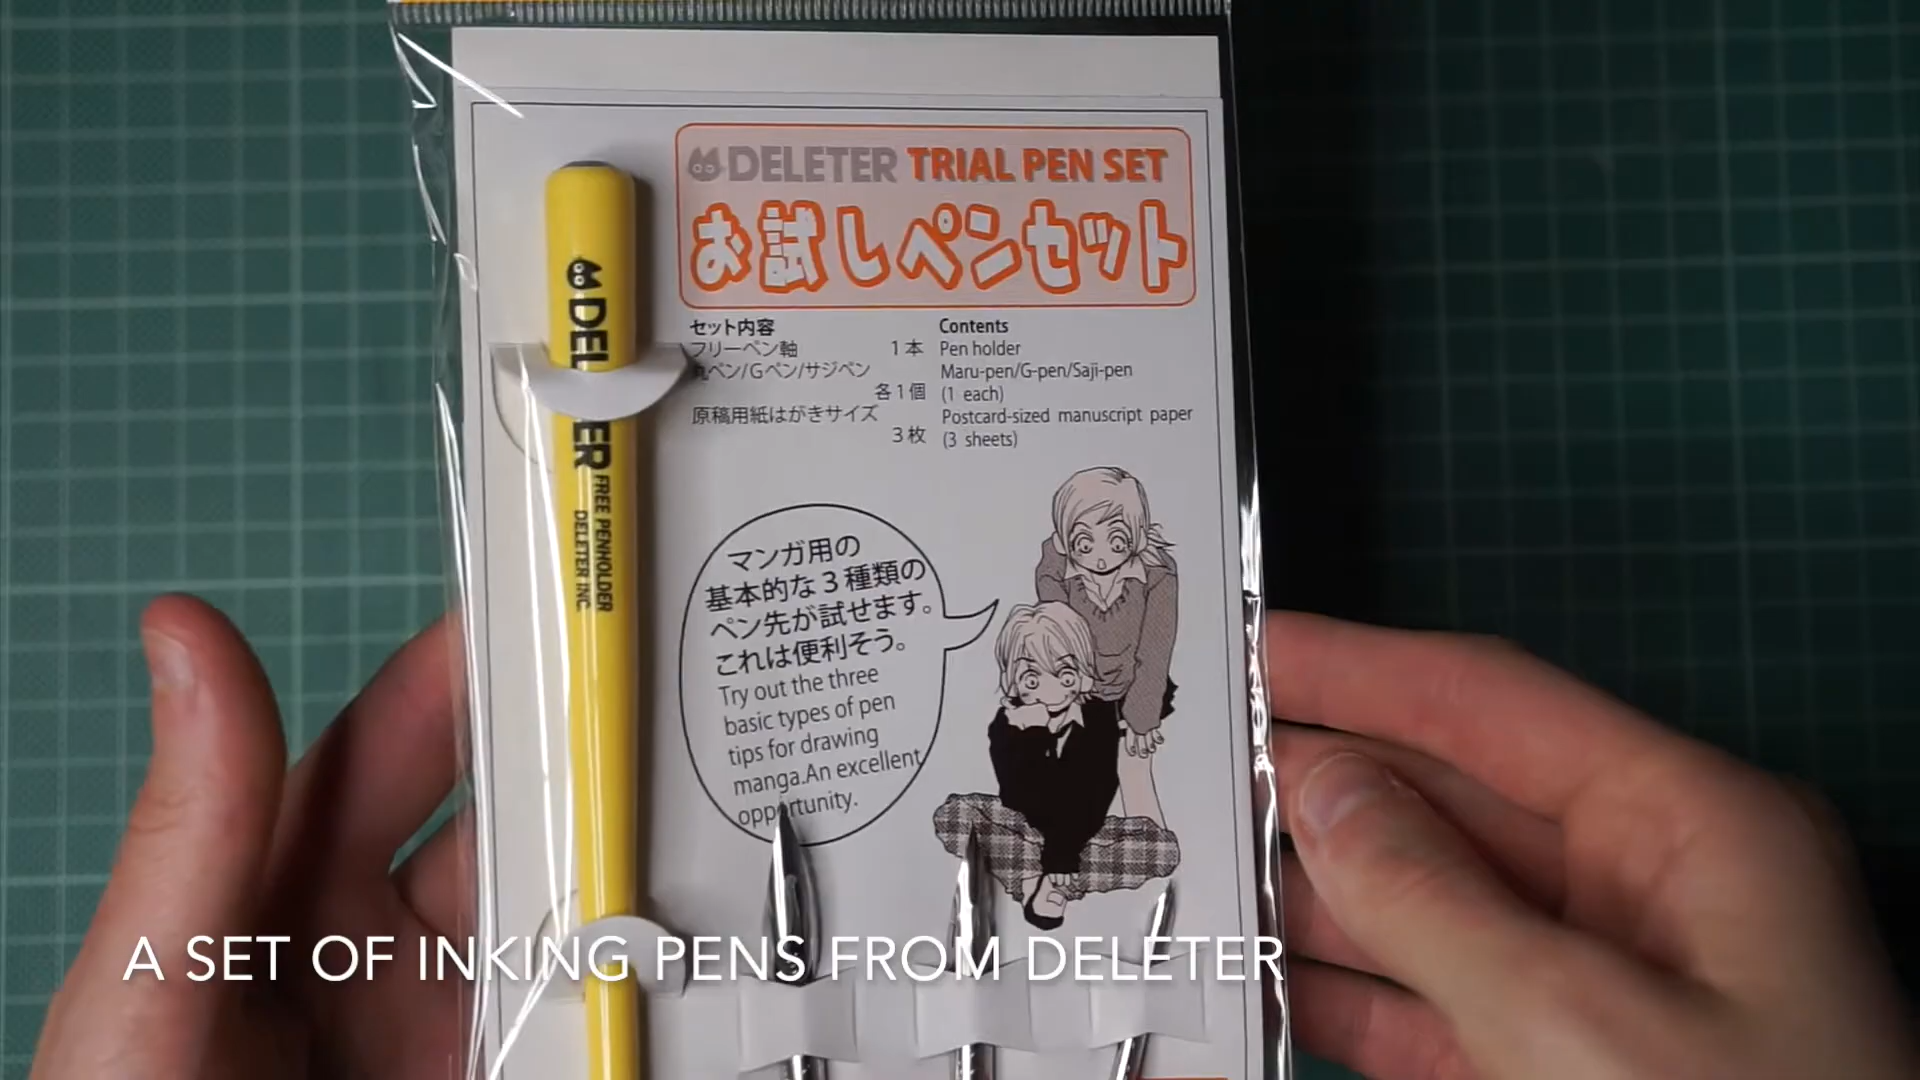 DELETER TRIAL PEN SET
お試しペンセット
セット内容
フリーペン軸 1本
丸ペン/Gペン/サジペン
各1個
原稿用紙はがきサイズ
3枚
Contents
Pen holder
Maru-pen/G-pen/Saji-pen
(1 each)
Postcard-sized manuscript paper
(3 sheets)
DELETER
FREE PENHOLDER
DELETER INC.
マンガ用の
基本的な3種類の
ペン先が試せます。
これは便利そう。
Try out the three
basic types of pen
tips for drawing
manga.An excellent
opportunity.
A SET OF INKING PENS FROM DELETER